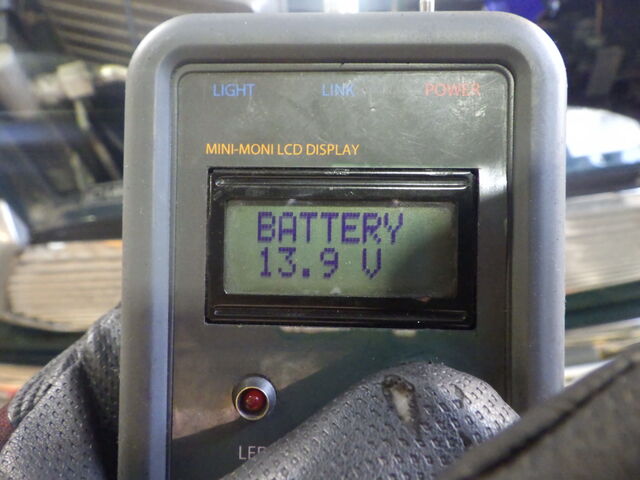 LIGHT LINK POWER
MINI-MONI LCD DISPLAY
BATTERY
13.9 V